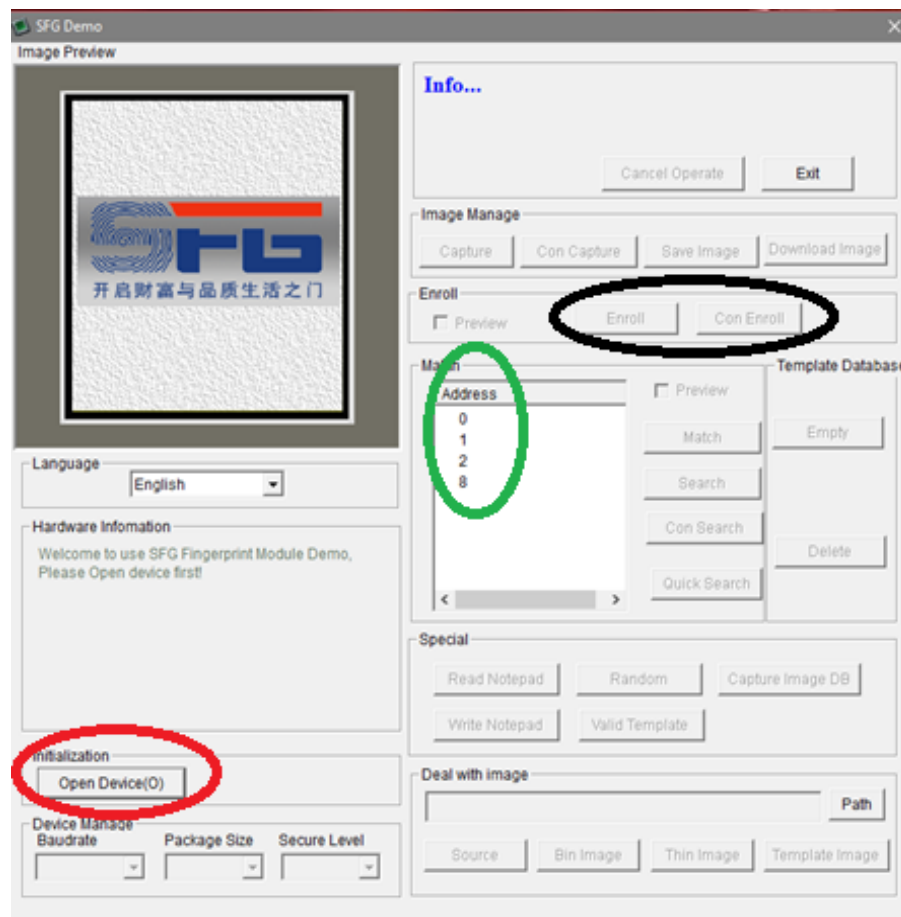 SFG Demo
Image Preview
SFG
开启财富与品质生活之门
Language
English
Hardware Infomation
Welcome to use SFG Fingerprint Module Demo,
Please Open device first!
Initialization
Open Device(O)
Device Manage
Baudrate Package Size Secure Level
Info...
Cancel Operate Exit
Image Manage
Capture Con Capture Save Image Download Image
Enroll
Preview Enroll Con Enroll
Match
Address
0
1
2
8
Preview
Match
Search
Con Search
Quick Search
Template Database
Empty
Delete
Special
Read Notepad Random Capture Image DB
Write Notepad Valid Template
Deal with image
Path
Source Bin Image Thin Image Template Image